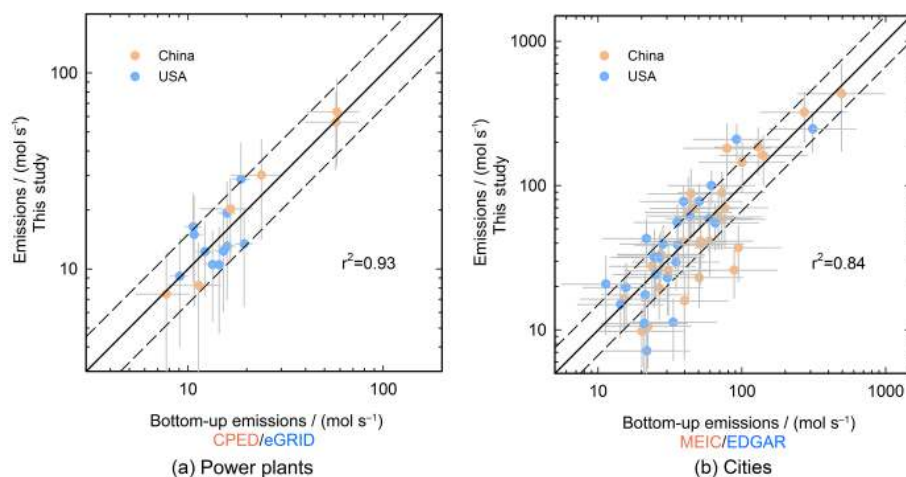 China
USA
100
10
Emissions / (mol s⁻¹)
This study
r²=0.93
10
100
Bottom-up emissions / (mol s⁻¹)
CPED/eGRID
(a) Power plants
China
USA
1000
100
10
Emissions / (mol s⁻¹)
This study
r²=0.84
10
100
1000
Bottom-up emissions / (mol s⁻¹)
MEIC/EDGAR
(b) Cities